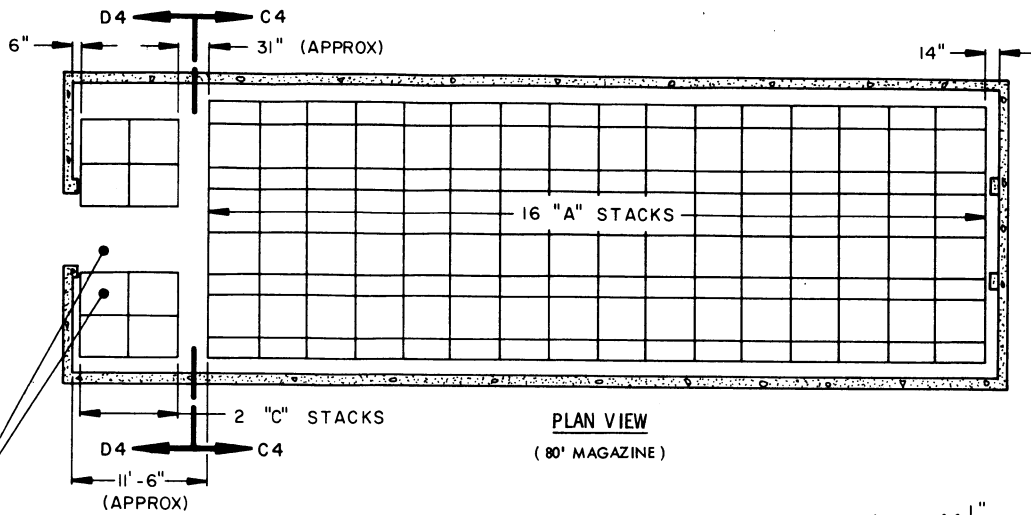 D4 C4
6"
31" (APPROX)
14"
16 "A" STACKS
2 "C" STACKS
PLAN VIEW
( 80' MAGAZINE )
D4 C4
11'-6"
(APPROX)